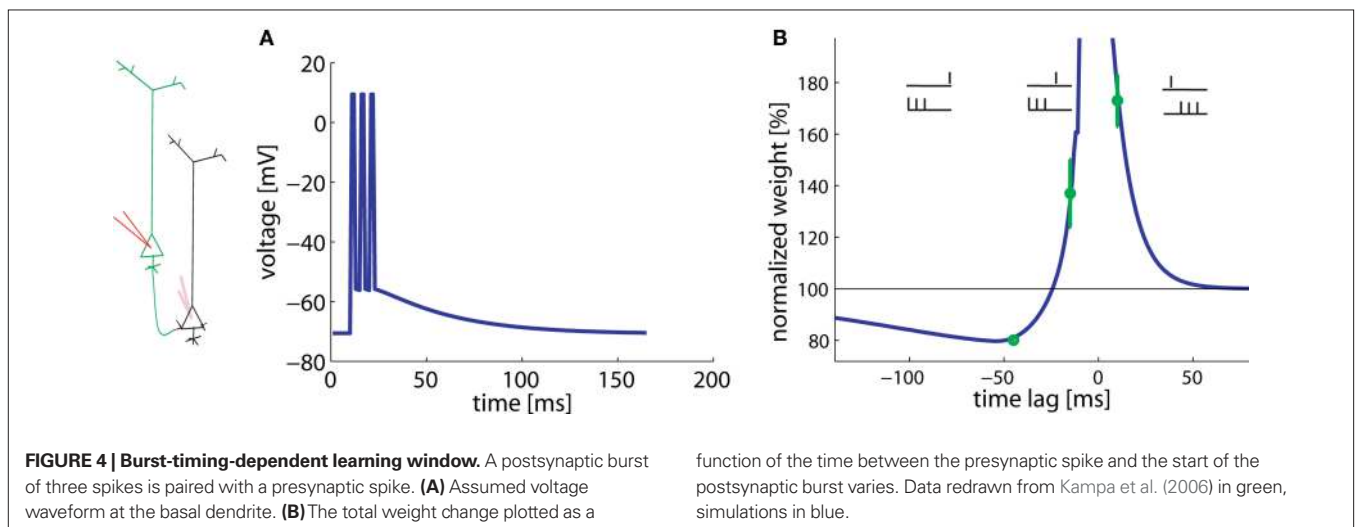 A
20
0
−20
−40
−60
−80
voltage [mV]
0
50
100
150
200
time [ms]
B
180
160
140
120
100
80
normalized weight [%]
−100
−50
0
50
time lag [ms]
FIGURE 4 | Burst-timing-dependent learning window. A postsynaptic burst
of three spikes is paired with a presynaptic spike. (A) Assumed voltage
waveform at the basal dendrite. (B) The total weight change plotted as a
function of the time between the presynaptic spike and the start of the
postsynaptic burst varies. Data redrawn from Kampa et al. (2006) in green,
simulations in blue.